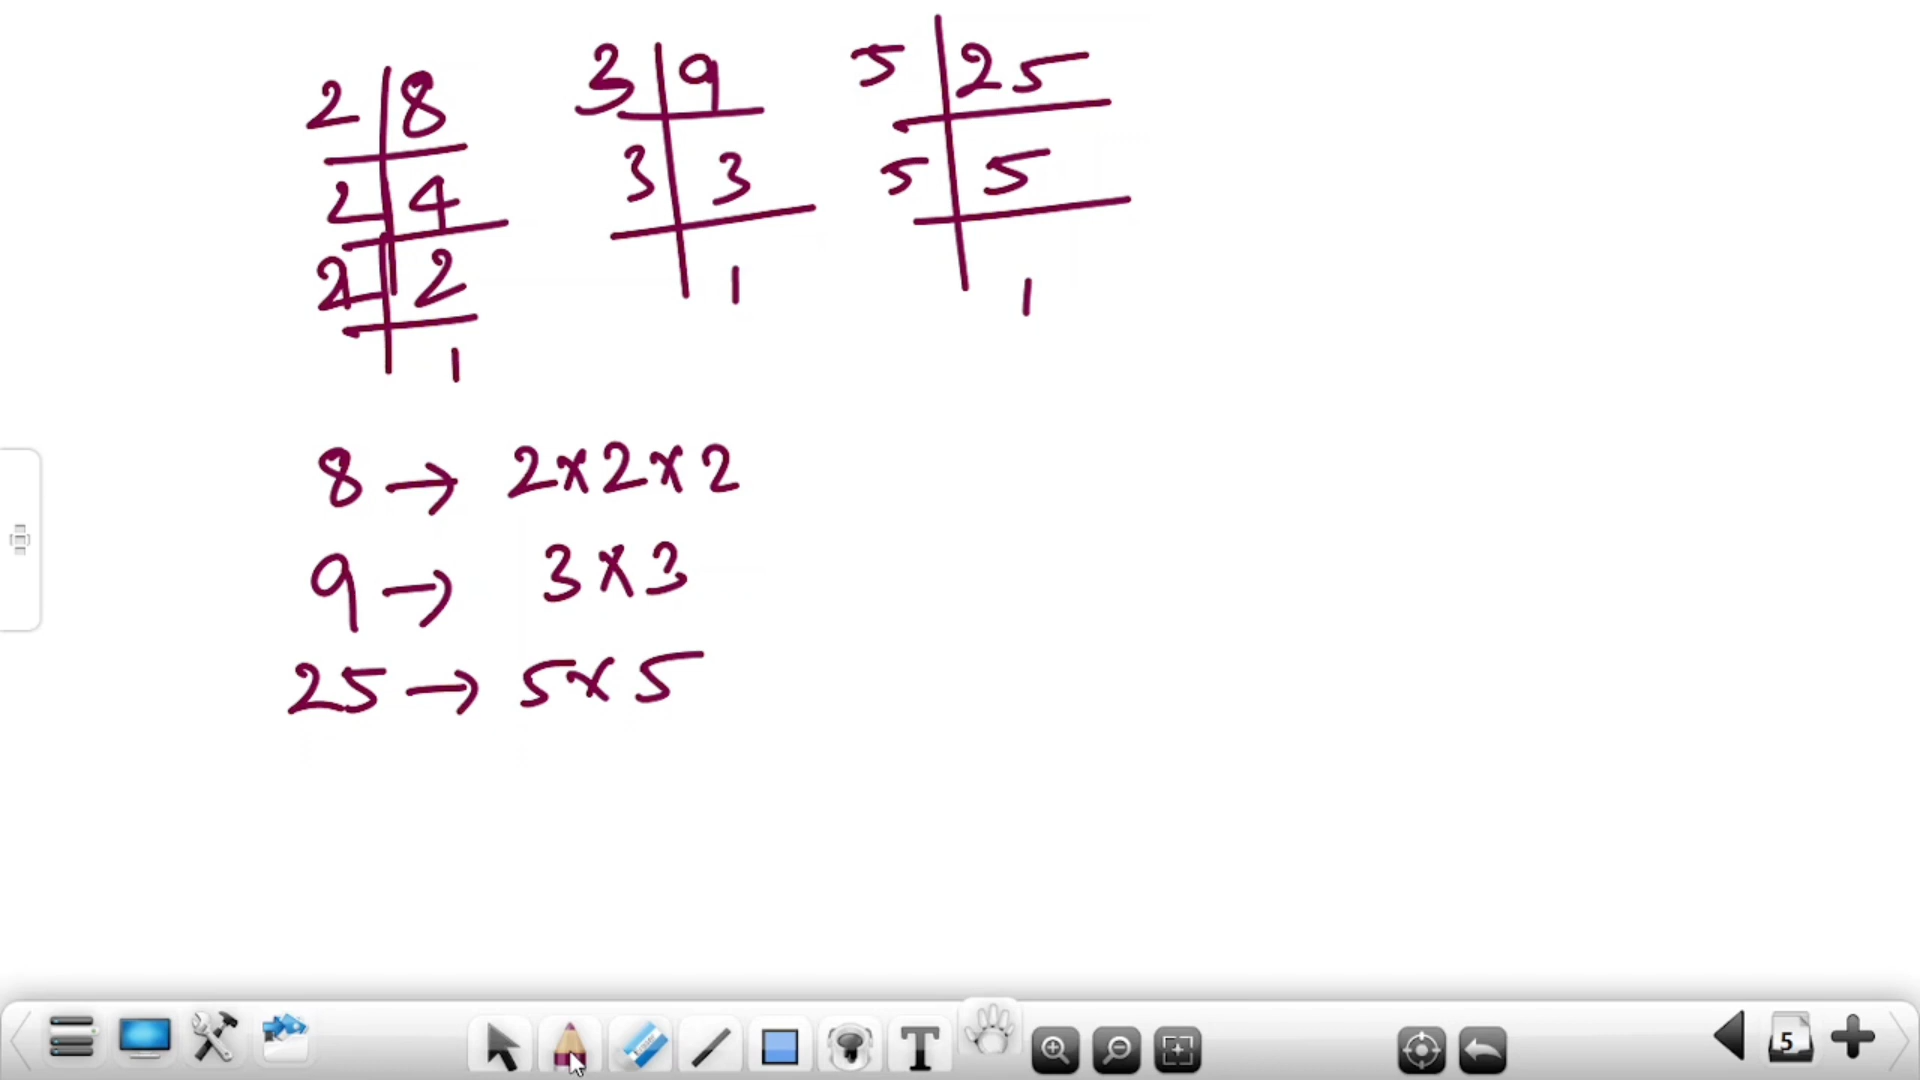 2 | 8
2 | 4
2 | 2
1
3 | 9
3 | 3
1
5 | 25
5 | 5
1
8 → 2×2×2
9 → 3×3
25 → 5×5
Eraser
T
5